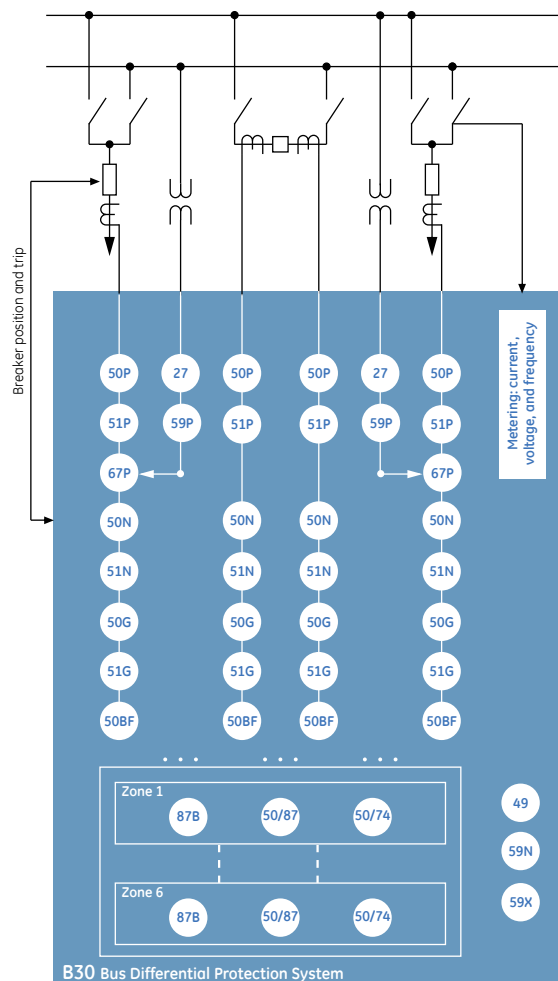 Breaker position and trip
Metering: current,
voltage, and frequency
50P 27 50P 50P 27 50P
51P 59P 51P 51P 59P 51P
67P 67P
50N 50N 50N 50N
51N 51N 51N 51N
50G 50G 50G 50G
51G 51G 51G 51G
50BF 50BF 50BF 50BF
. . . . . . . . .
Zone 1
87B 50/87 50/74
49
59N
Zone 6
87B 50/87 50/74
59X
B30 Bus Differential Protection System